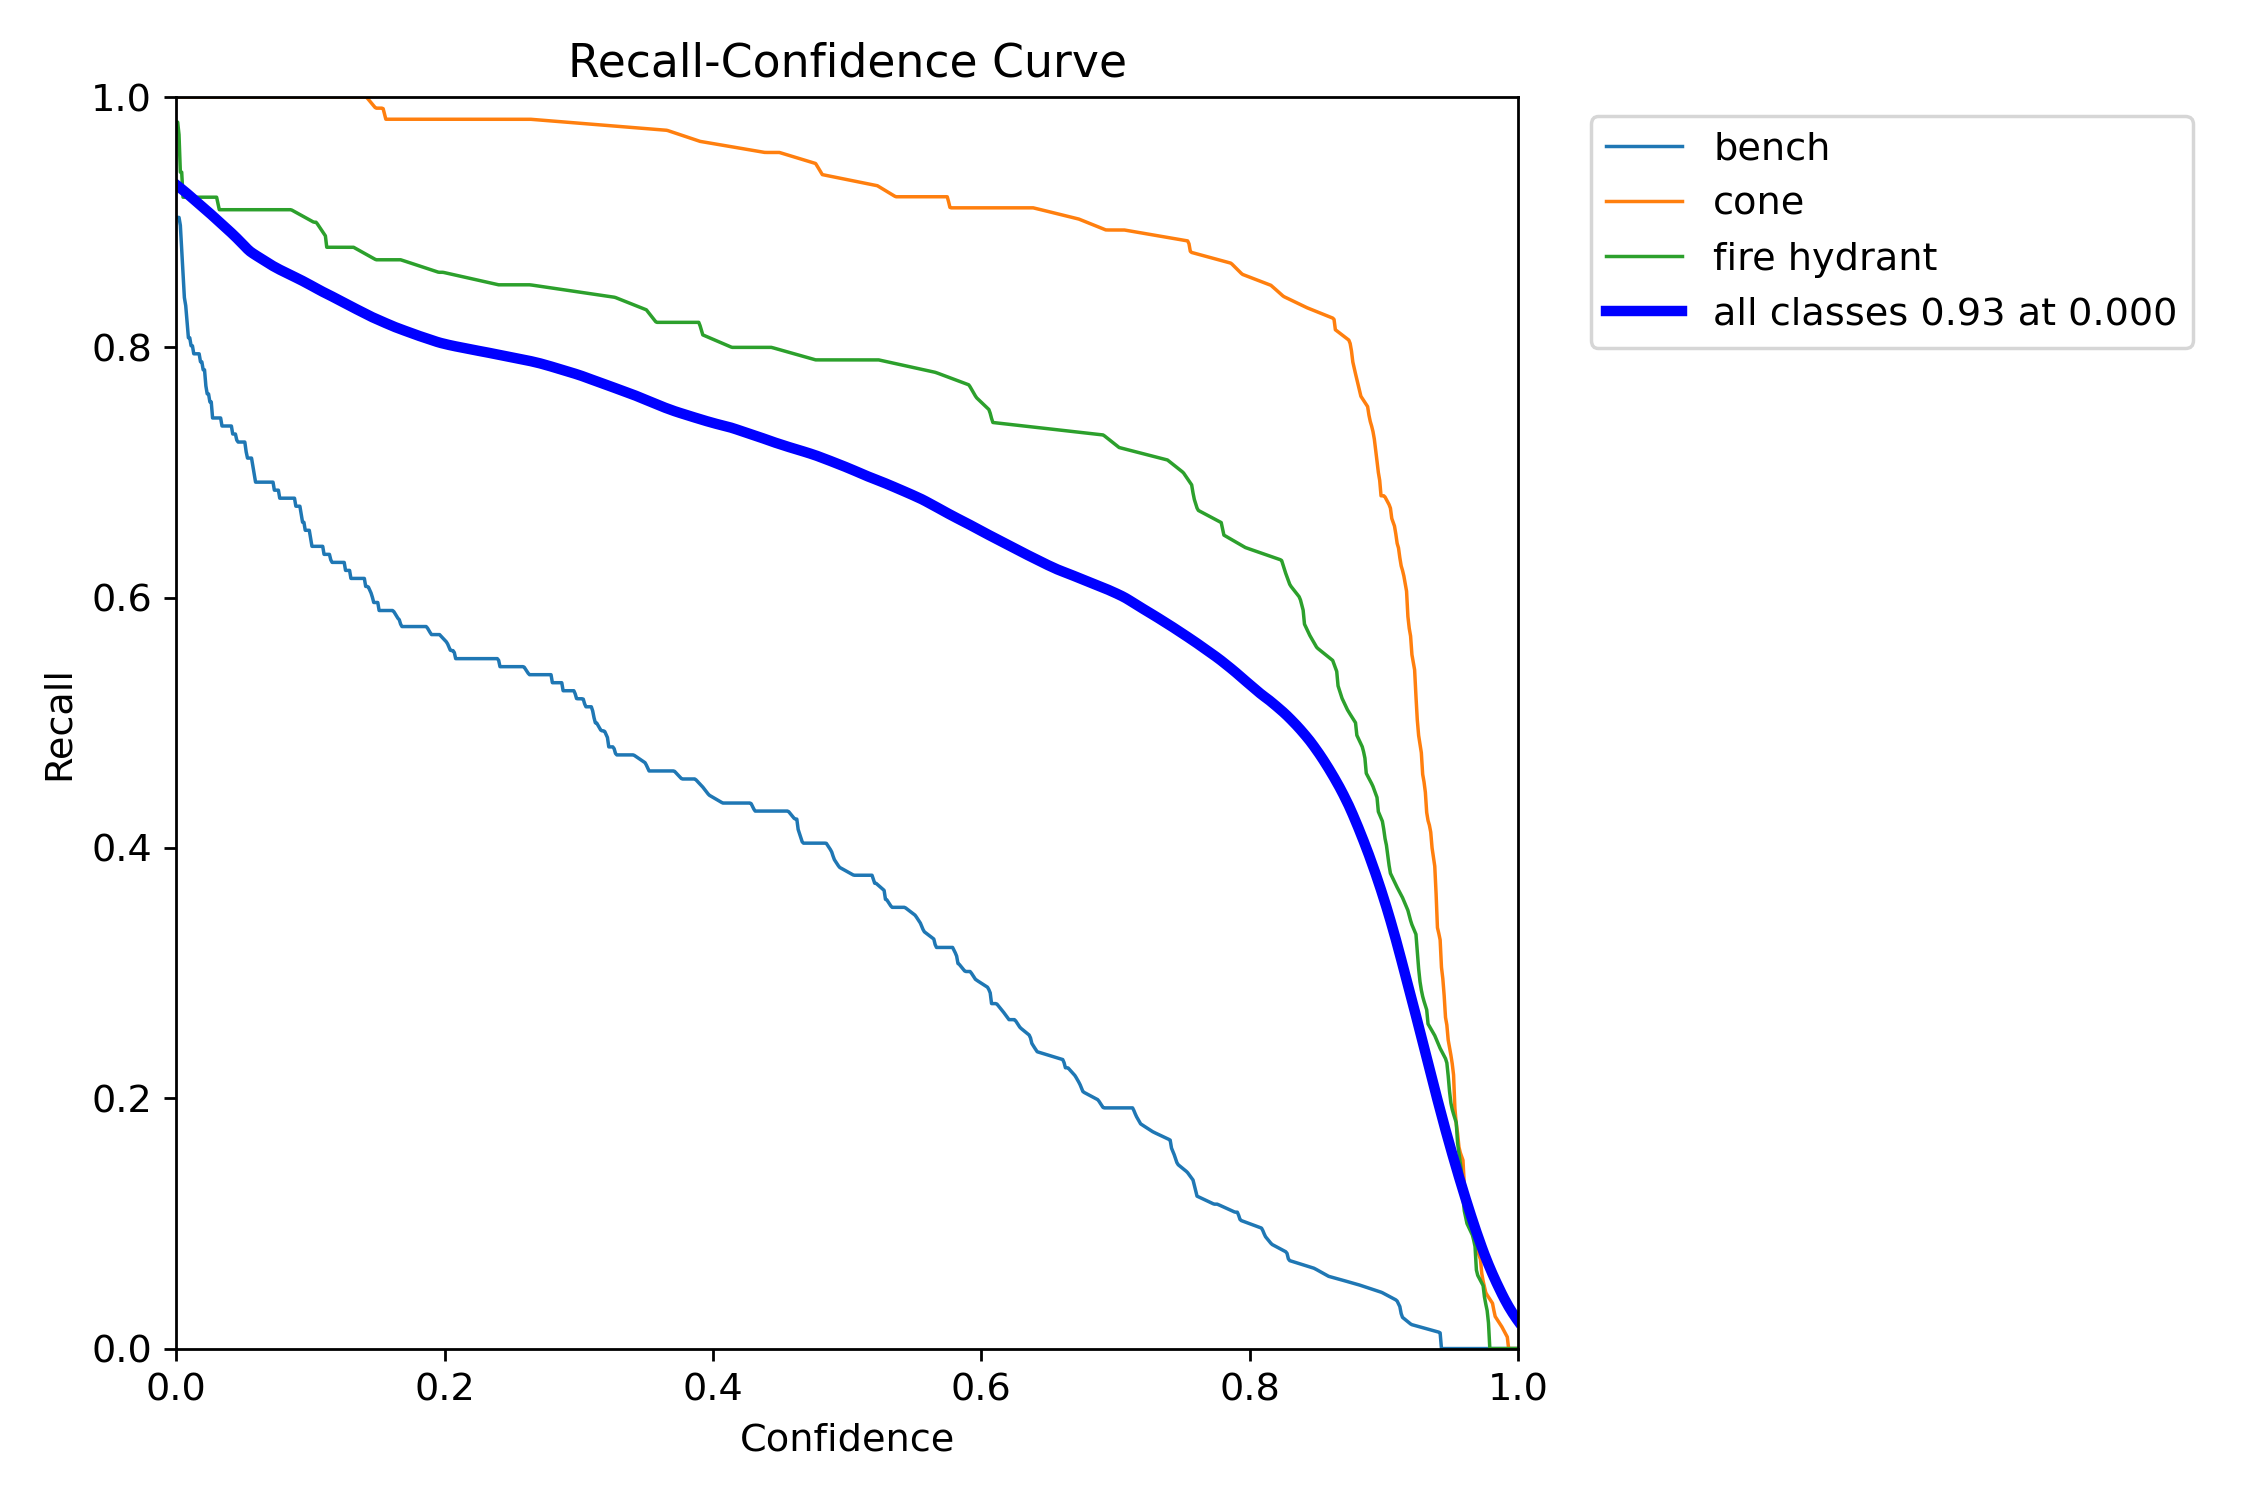 Recall-Confidence Curve
1.0
0.8
0.6
0.4
0.2
0.0
Recall
0.0 0.2 0.4 0.6 0.8 1.0
Confidence
bench
cone
fire hydrant
all classes 0.93 at 0.000